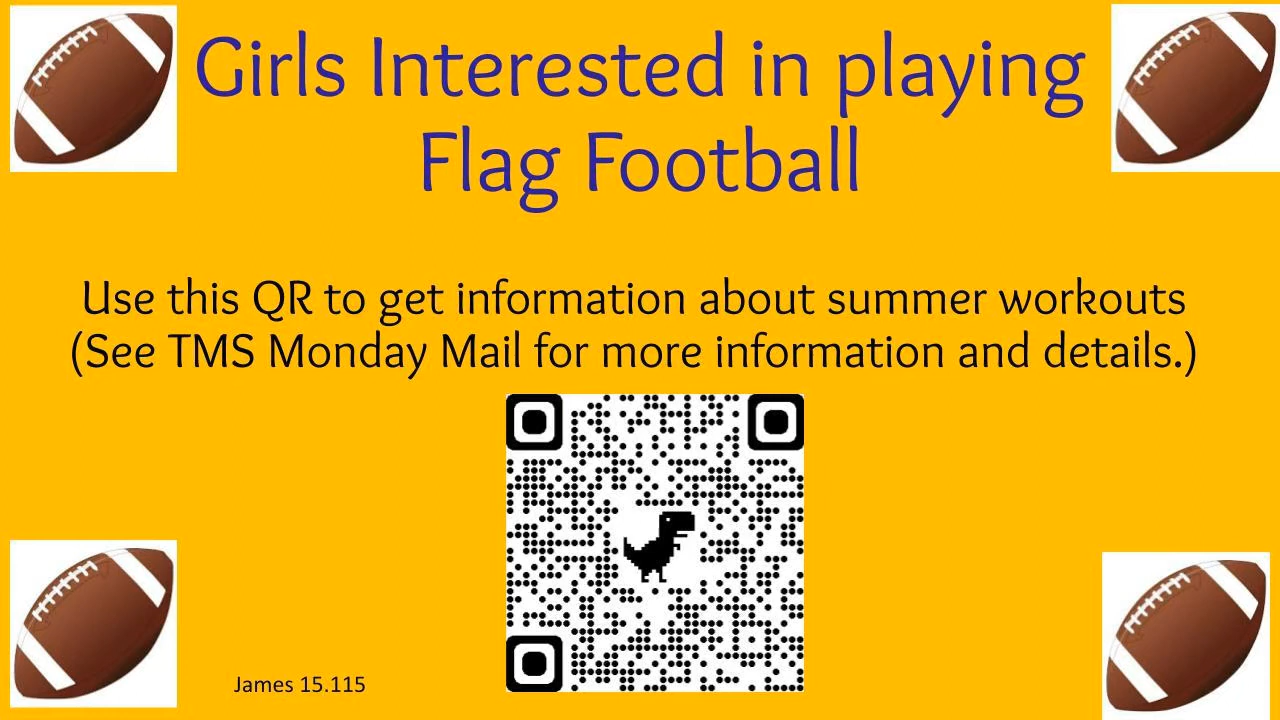 Girls Interested in playing
Flag Football
Use this QR to get information about summer workouts
(See TMS Monday Mail for more information and details.)
James 15.115